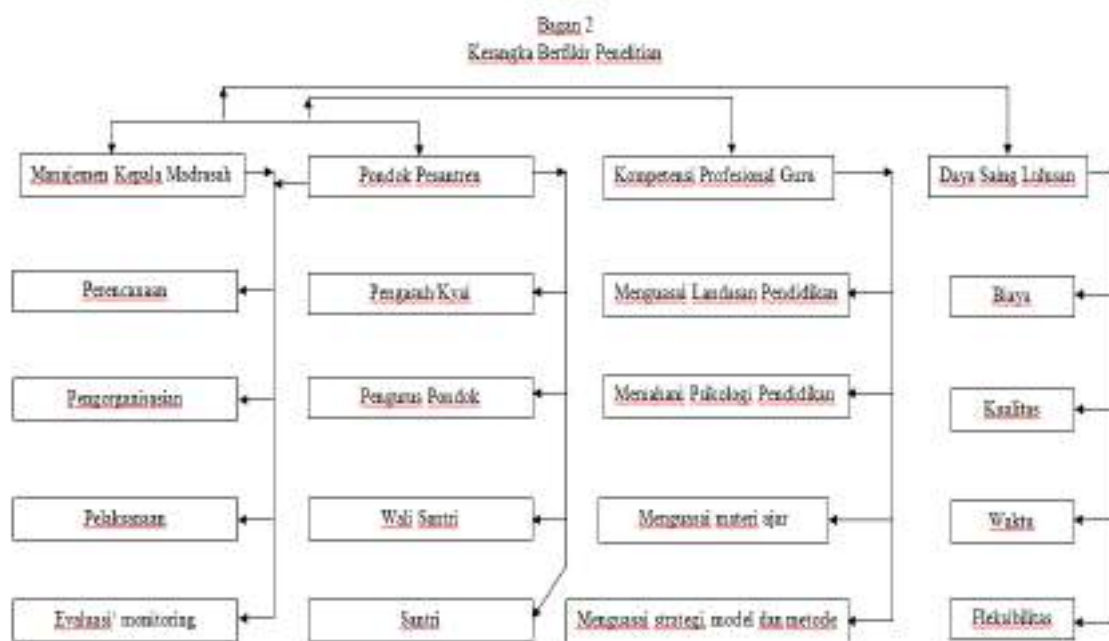 Bagan 2
Kerangka Berfikir Penelitian
Manajemen Kepala Madrasah
Pondok Pesantren
Kompetensi Profesional Guru
Daya Saing Lulusan
Perencanaan
Pengasuh/Kyai
Menguasai Landasan Pendidikan
Biaya
Pengorganisasian
Pengurus Pondok
Memahami Psikologi Pendidikan
Kualitas
Pelaksanaan
Wali Santri
Menguasai materi ajar
Waktu
Evaluasi/ monitoring
Santri
Menguasai strategi, model dan metode
Fleksibilitas